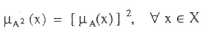 μ_{A²}(x) = [μ_A(x)]², ∀ x ∈ X